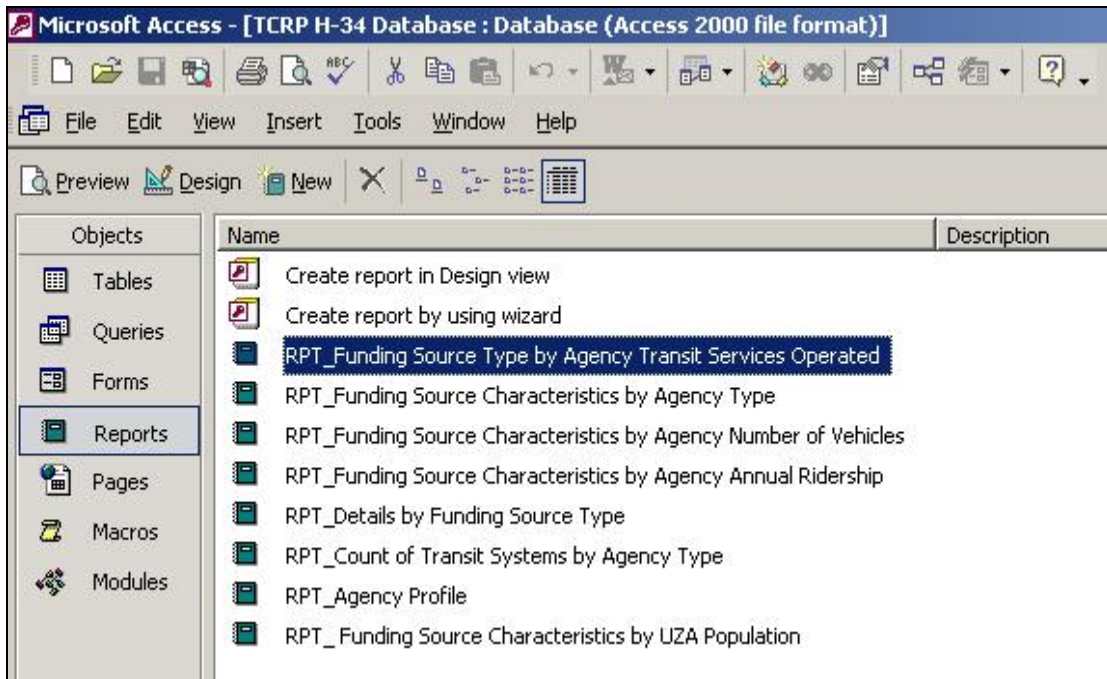 Microsoft Access - [TCRP H-34 Database : Database (Access 2000 file format)]
ABC
File Edit View Insert Tools Window Help
Preview Design New
Objects
Name Description
Tables
Create report in Design view
Create report by using wizard
Queries
RPT_Funding Source Type by Agency Transit Services Operated
Forms
RPT_Funding Source Characteristics by Agency Type
Reports
RPT_Funding Source Characteristics by Agency Number of Vehicles
Pages
RPT_Funding Source Characteristics by Agency Annual Ridership
RPT_Details by Funding Source Type
Macros
RPT_Count of Transit Systems by Agency Type
Modules
RPT_Agency Profile
RPT_ Funding Source Characteristics by UZA Population